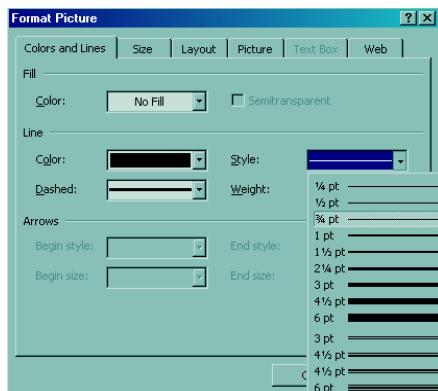 Format Picture
Colors and Lines Size Layout Picture Text Box Web
Fill
Color: No Fill Semitransparent
Line
Color: Style:
Dashed: Weight:
¼ pt
½ pt
¾ pt
1 pt
1½ pt
2¼ pt
3 pt
4½ pt
6 pt
3 pt
4½ pt
4½ pt
6 pt
Arrows
Begin style: End style:
Begin size: End size: